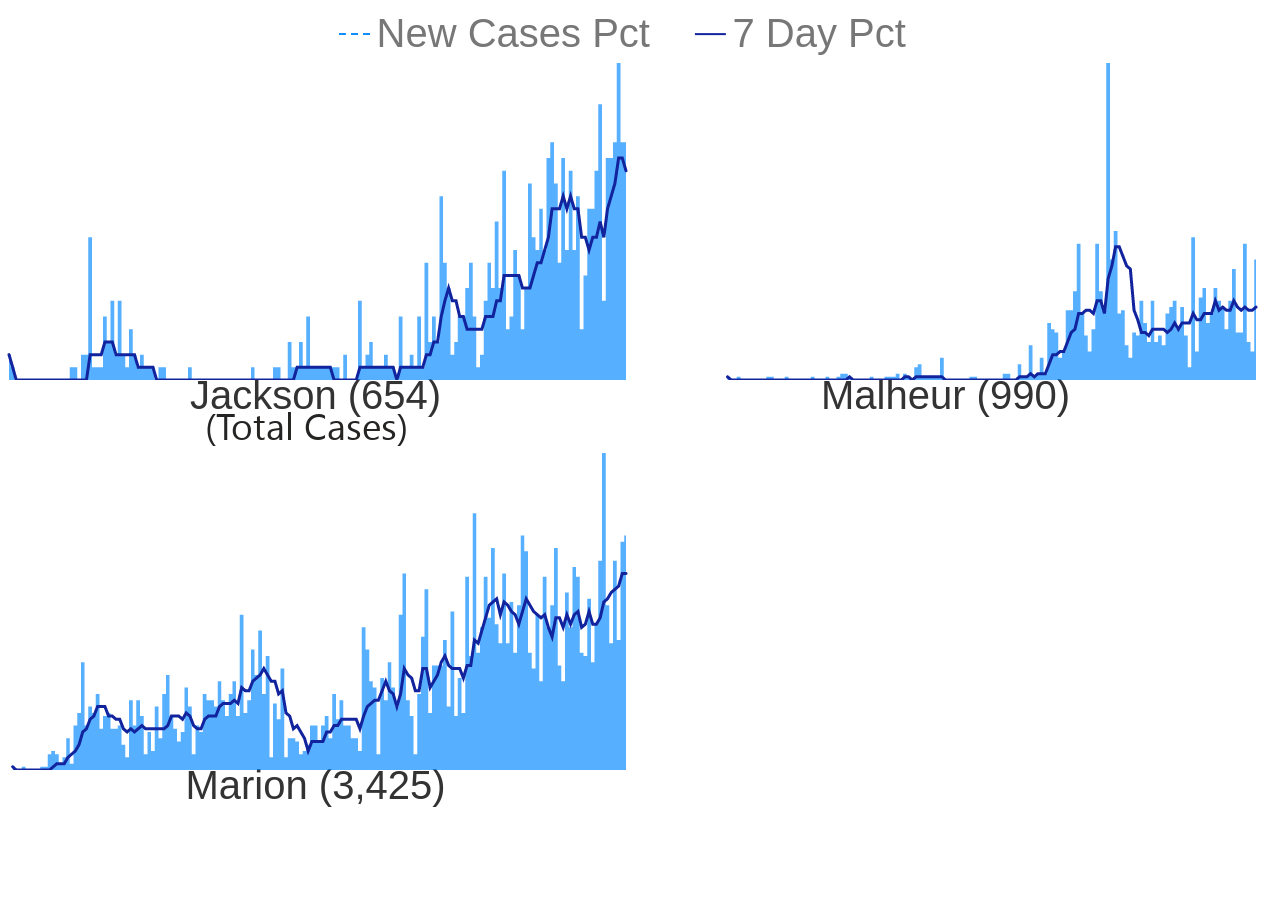 New Cases Pct 7 Day Pct
Jackson (654)
(Total Cases)
Malheur (990)
Marion (3,425)